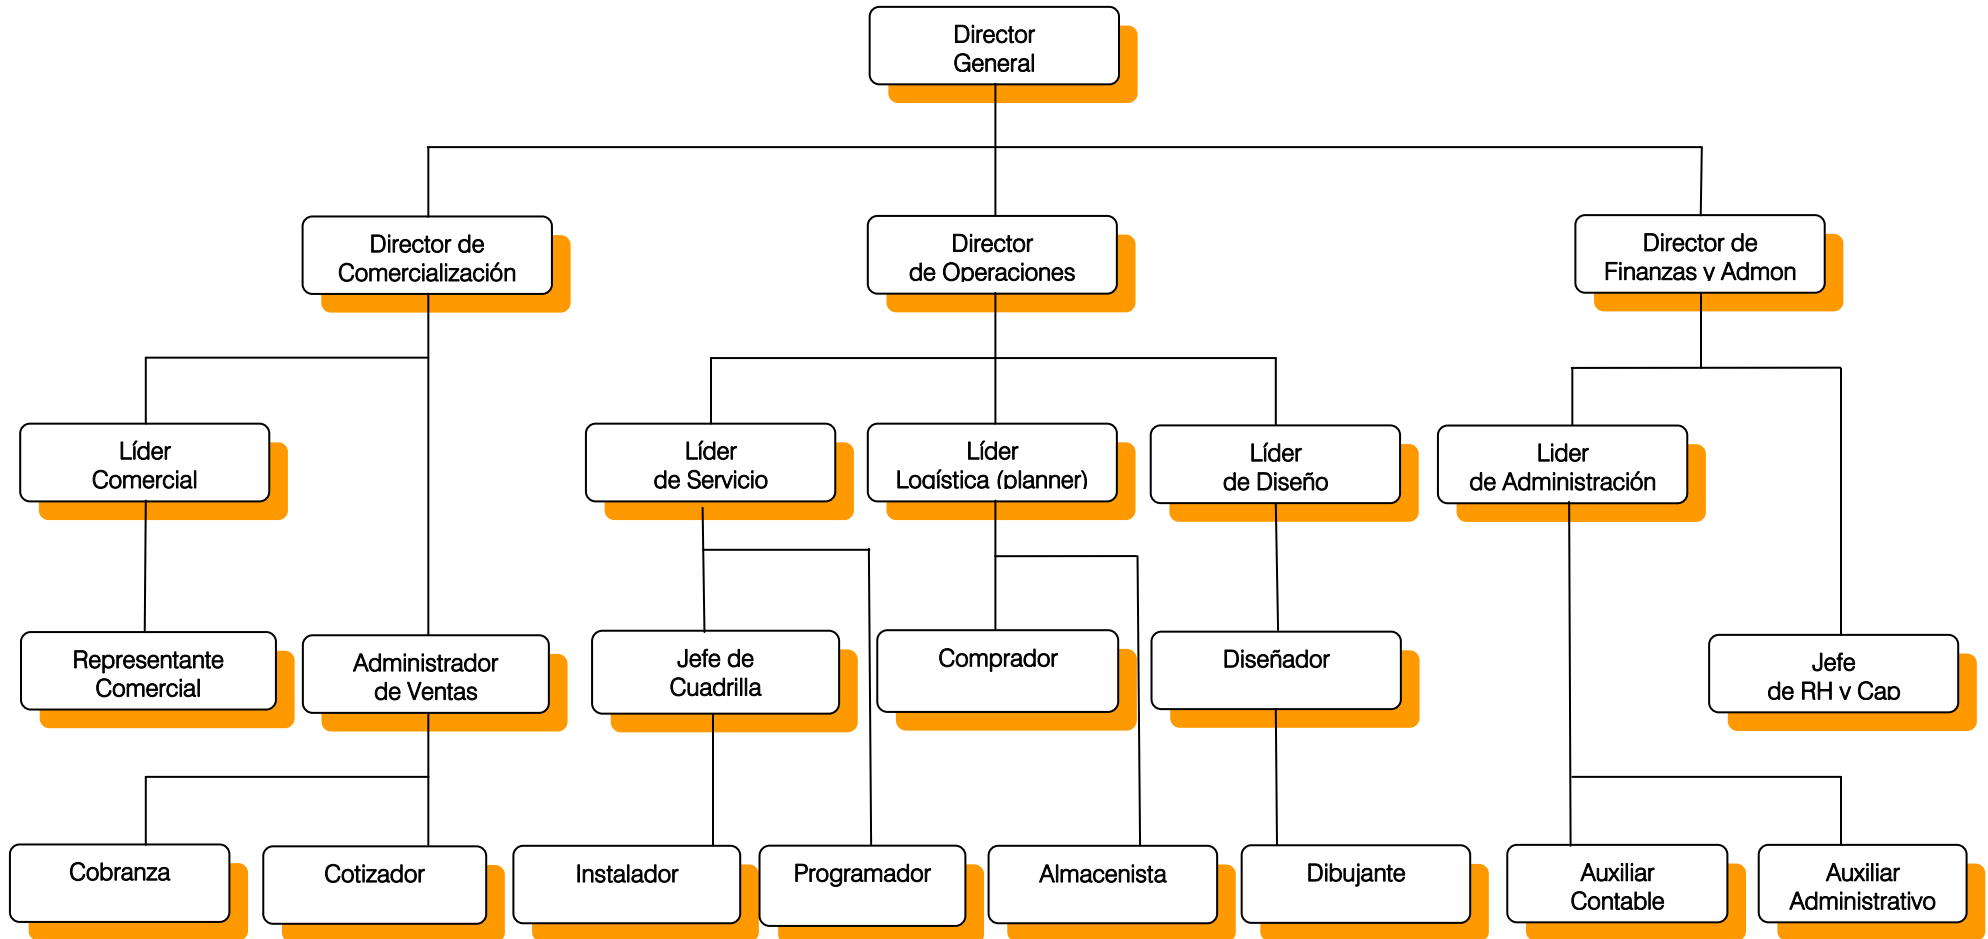 Director
General
Director de
Comercialización
Director
de Operaciones
Director de
Finanzas y Admon
Líder
Comercial
Líder
de Servicio
Líder
Logística (planner)
Líder
de Diseño
Lider
de Administración
Representante
Comercial
Administrador
de Ventas
Jefe de
Cuadrilla
Comprador
Diseñador
Jefe
de RH y Cap
Cobranza
Cotizador
Instalador
Programador
Almacenista
Dibujante
Auxiliar
Contable
Auxiliar
Administrativo